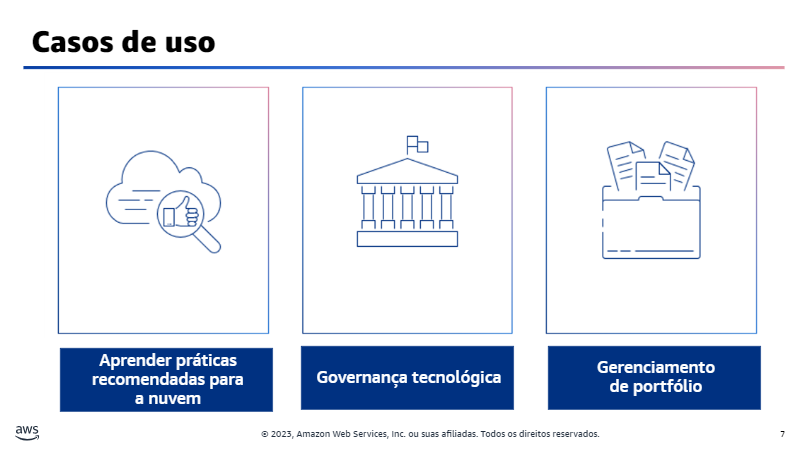 Casos de uso
Aprender práticas
recomendadas para
a nuvem
Governança tecnológica
Gerenciamento
de portfólio
aws
© 2023, Amazon Web Services, Inc. ou suas afiliadas. Todos os direitos reservados.
7